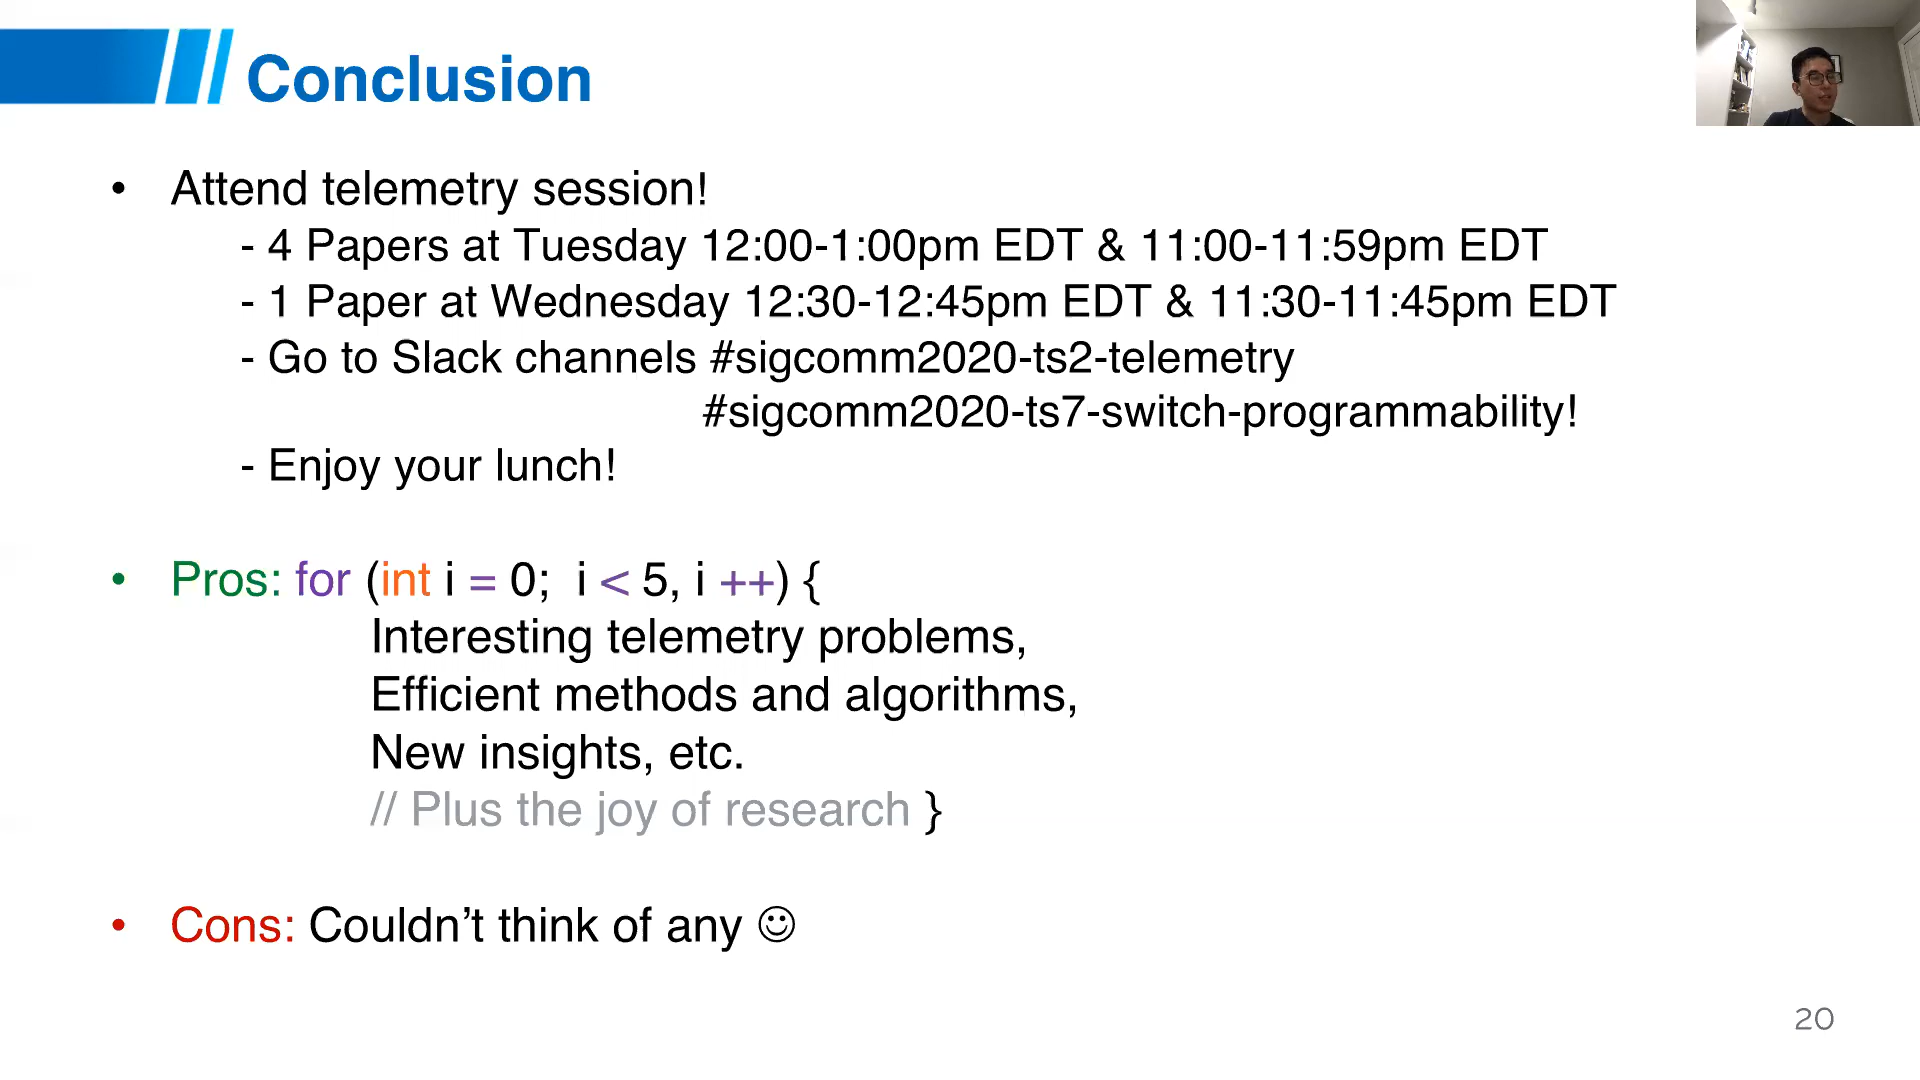 Conclusion
• Attend telemetry session!
- 4 Papers at Tuesday 12:00-1:00pm EDT & 11:00-11:59pm EDT
- 1 Paper at Wednesday 12:30-12:45pm EDT & 11:30-11:45pm EDT
- Go to Slack channels #sigcomm2020-ts2-telemetry
#sigcomm2020-ts7-switch-programmability!
- Enjoy your lunch!
• Pros: for (int i = 0;  i < 5, i ++) {
Interesting telemetry problems,
Efficient methods and algorithms,
New insights, etc.
// Plus the joy of research }
• Cons: Couldn’t think of any ☺
20